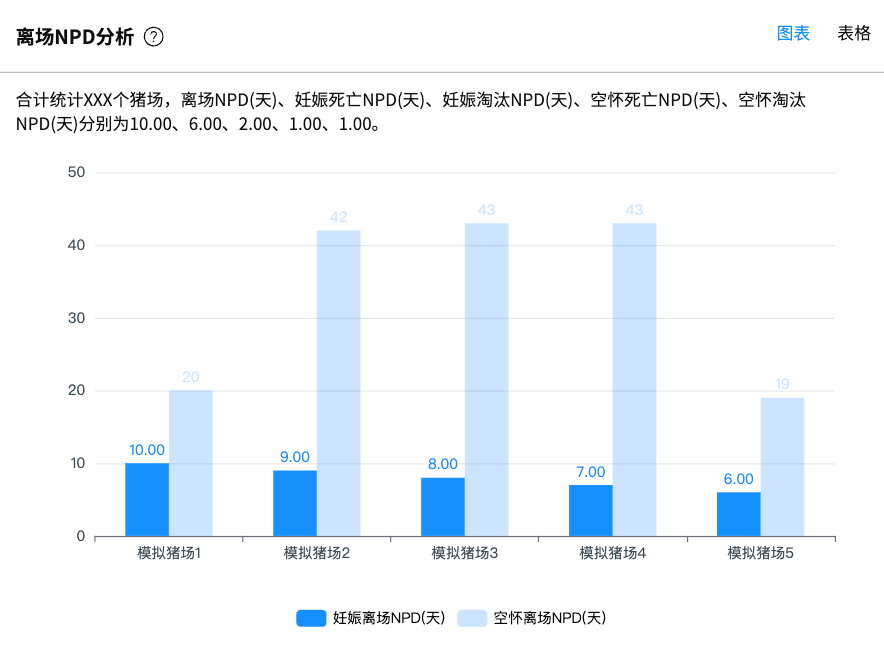 离场NPD分析 ?
图表 表格
合计统计XXX个猪场，离场NPD(天)、妊娠死亡NPD(天)、妊娠淘汰NPD(天)、空怀死亡NPD(天)、空怀淘汰
NPD(天)分别为10.00、6.00、2.00、1.00、1.00。
50
40
30
20
10
0
10.00
20
9.00
42
8.00
43
7.00
43
6.00
19
模拟猪场1
模拟猪场2
模拟猪场3
模拟猪场4
模拟猪场5
妊娠离场NPD(天)
空怀离场NPD(天)